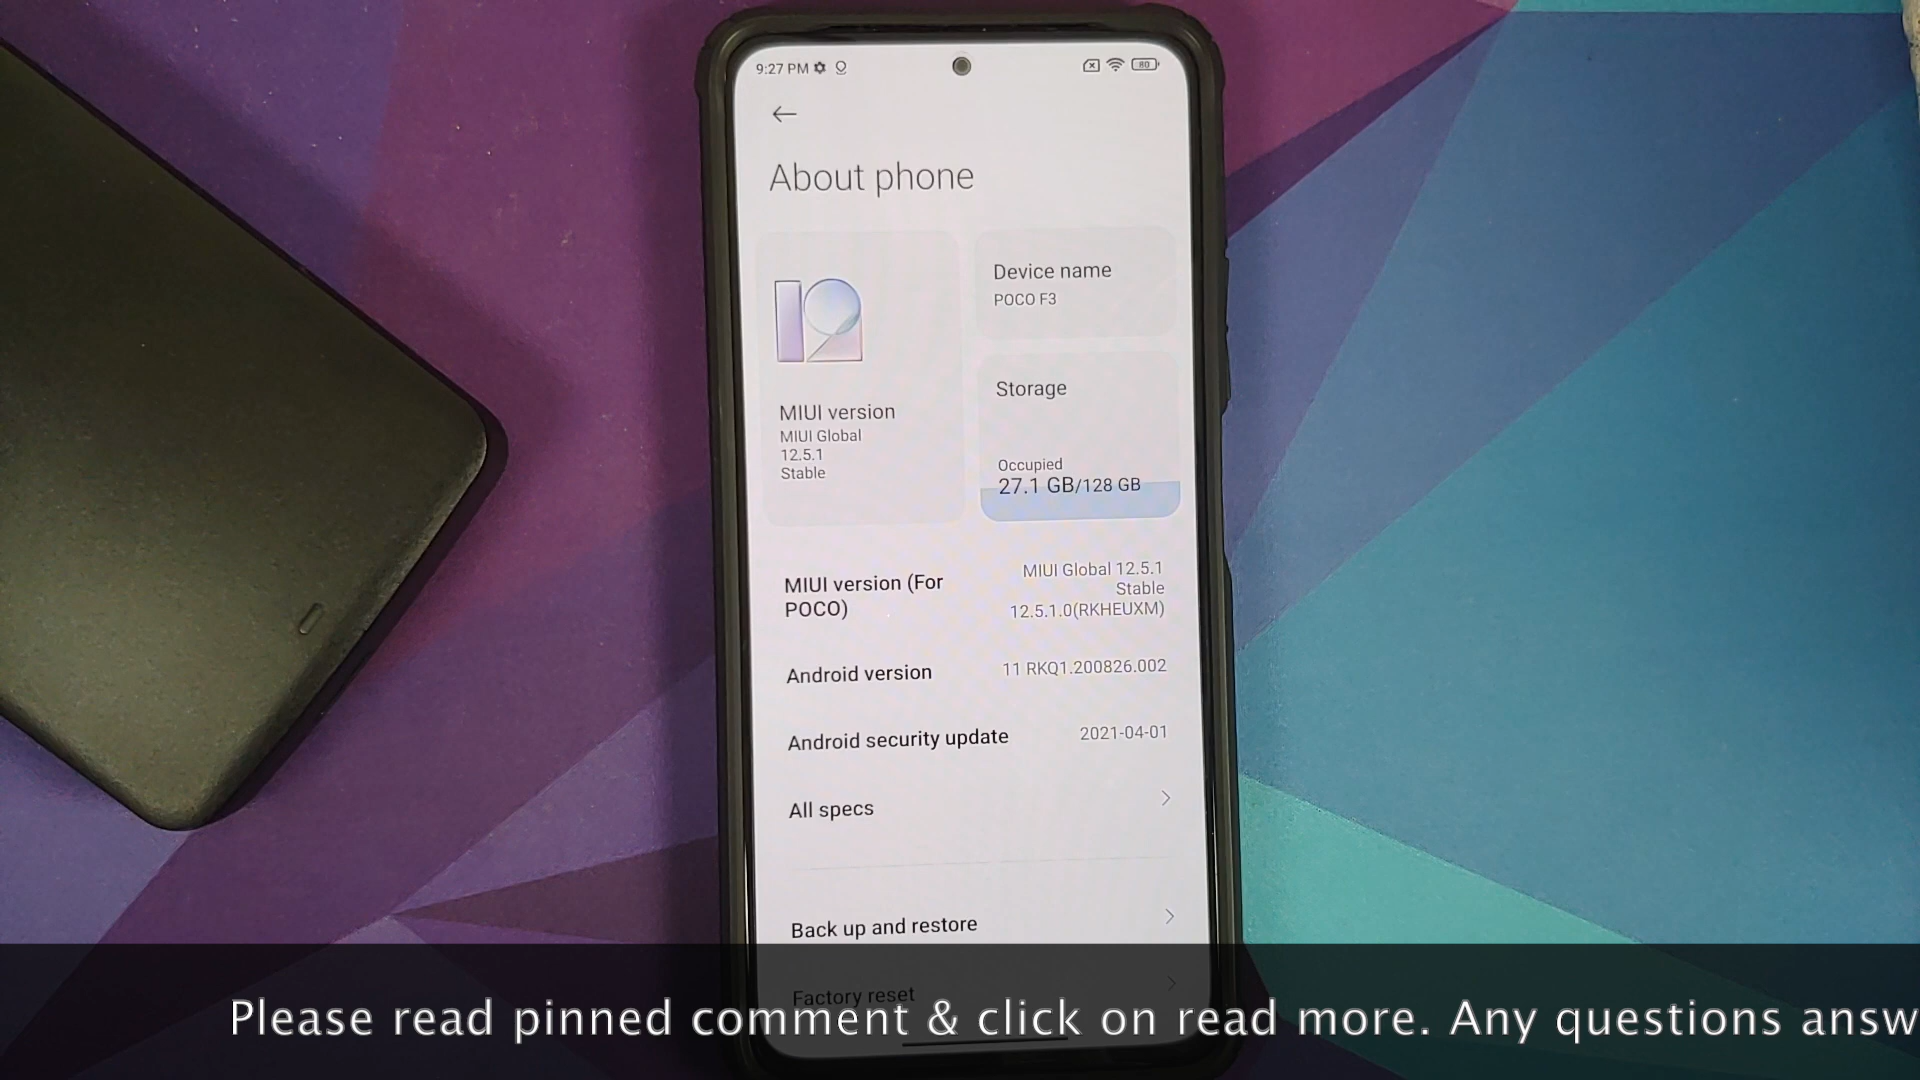 9:27 PM
80
About phone
12
MIUI version
MIUI Global
12.5.1
Stable
Device name
POCO F3
Storage
Occupied
27.1 GB/128 GB
MIUI version (For
POCO)
MIUI Global 12.5.1
Stable
12.5.1.0(RKHEUXM)
Android version
11 RKQ1.200826.002
Android security update
2021-04-01
All specs
Back up and restore
Factory reset
Please read pinned comment & click on read more. Any questions answ